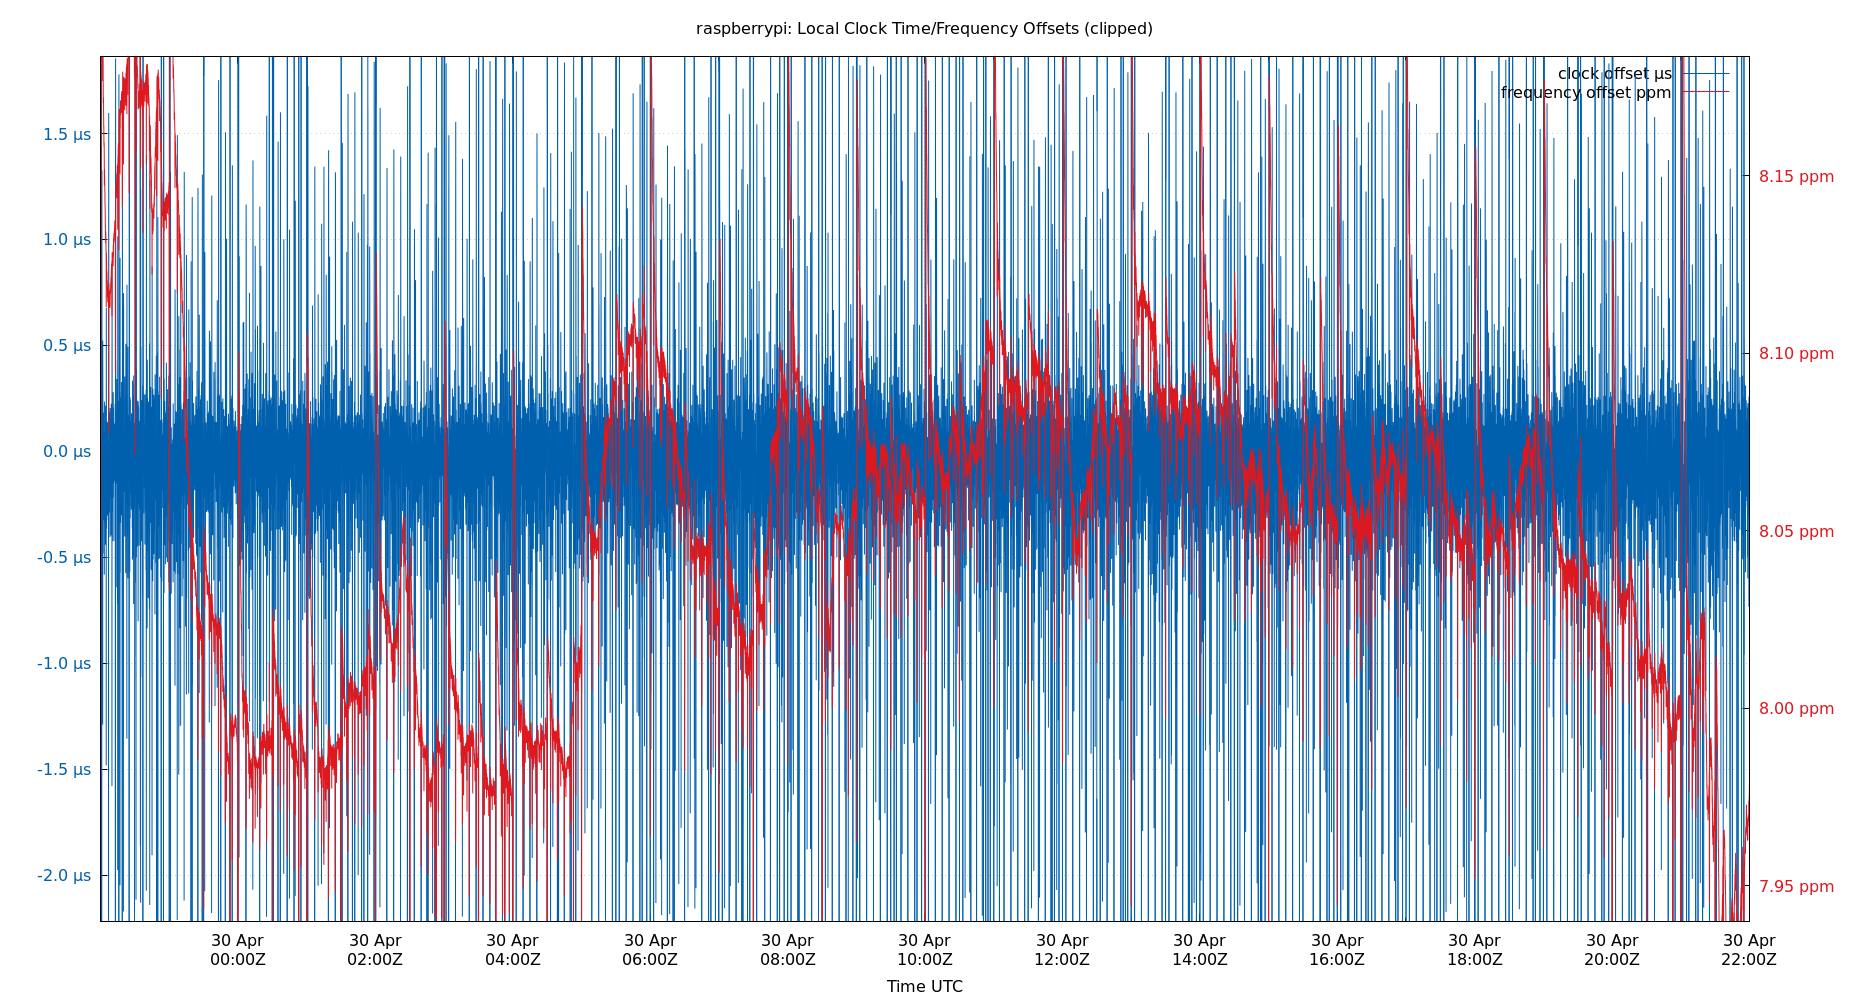 raspberrypi: Local Clock Time/Frequency Offsets (clipped)
clock offset µs
frequency offset ppm
1.5 µs
1.0 µs
0.5 µs
0.0 µs
-0.5 µs
-1.0 µs
-1.5 µs
-2.0 µs
8.15 ppm
8.10 ppm
8.05 ppm
8.00 ppm
7.95 ppm
30 Apr 30 Apr 30 Apr 30 Apr 30 Apr 30 Apr 30 Apr 30 Apr 30 Apr 30 Apr 30 Apr 30 Apr
00:00Z 02:00Z 04:00Z 06:00Z 08:00Z 10:00Z 12:00Z 14:00Z 16:00Z 18:00Z 20:00Z 22:00Z
Time UTC